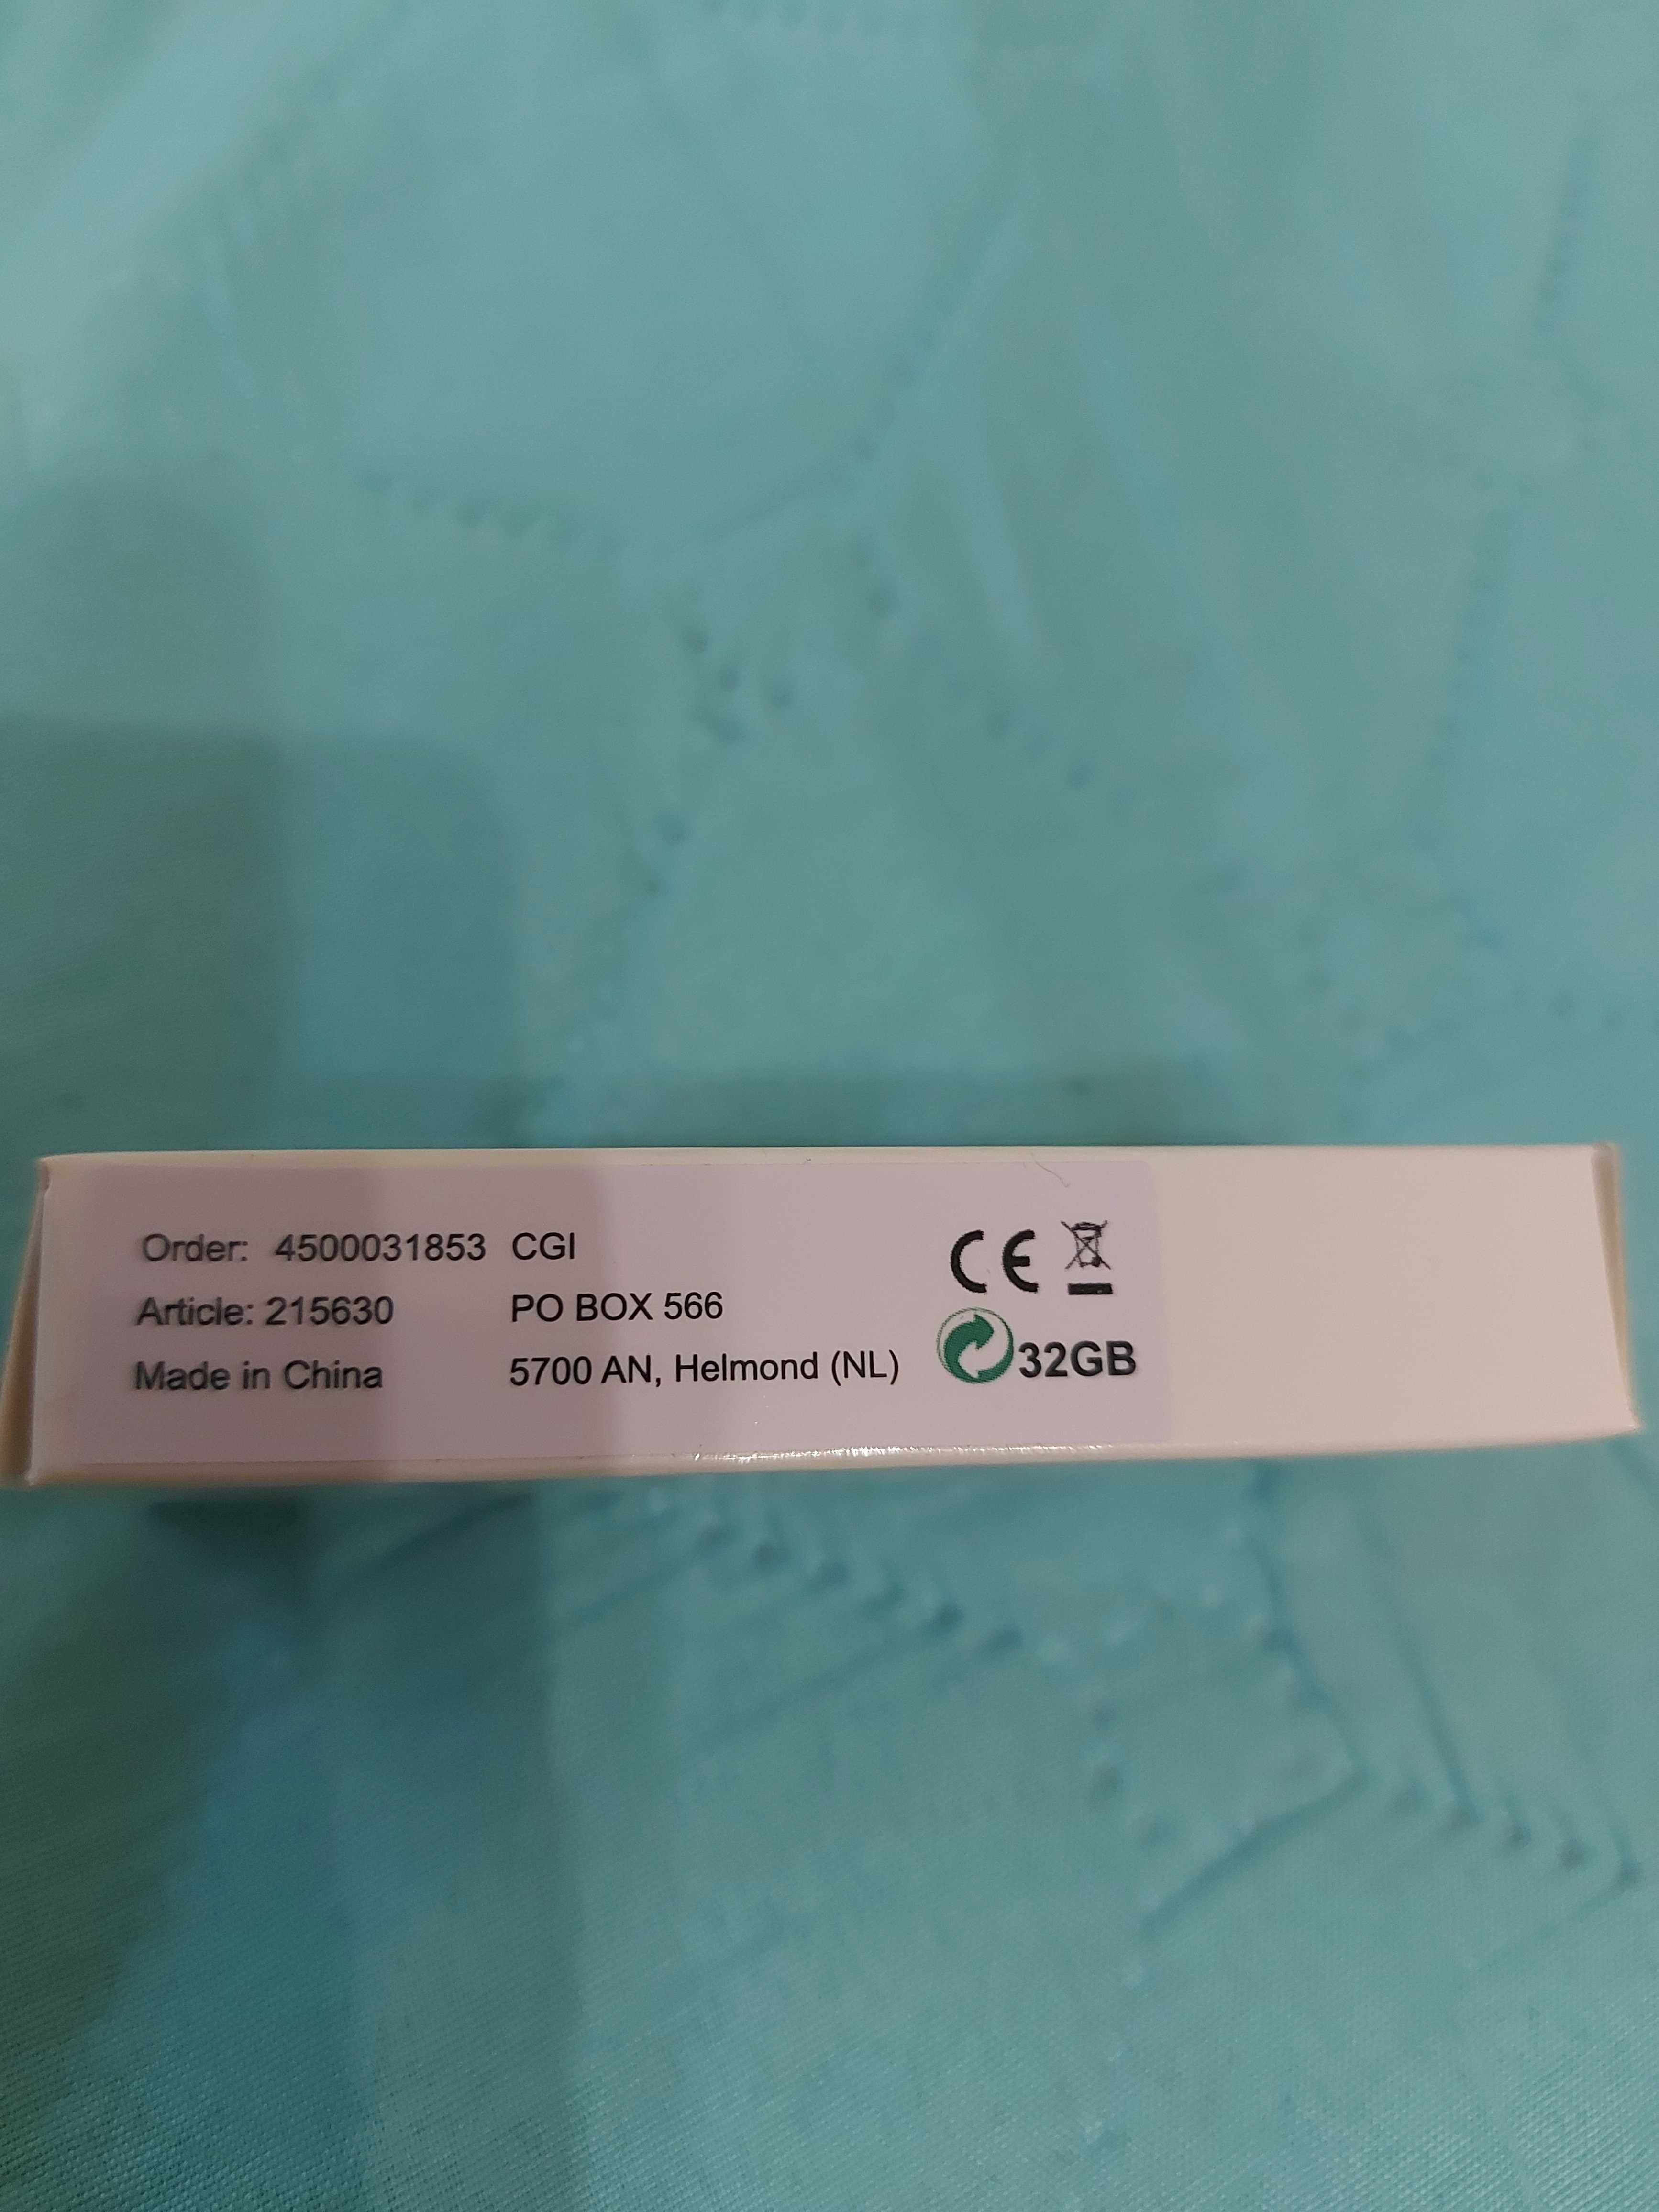 Order: 4500031853 CGI
Article: 215630 PO BOX 566
Made in China 5700 AN, Helmond (NL)
CE
32GB